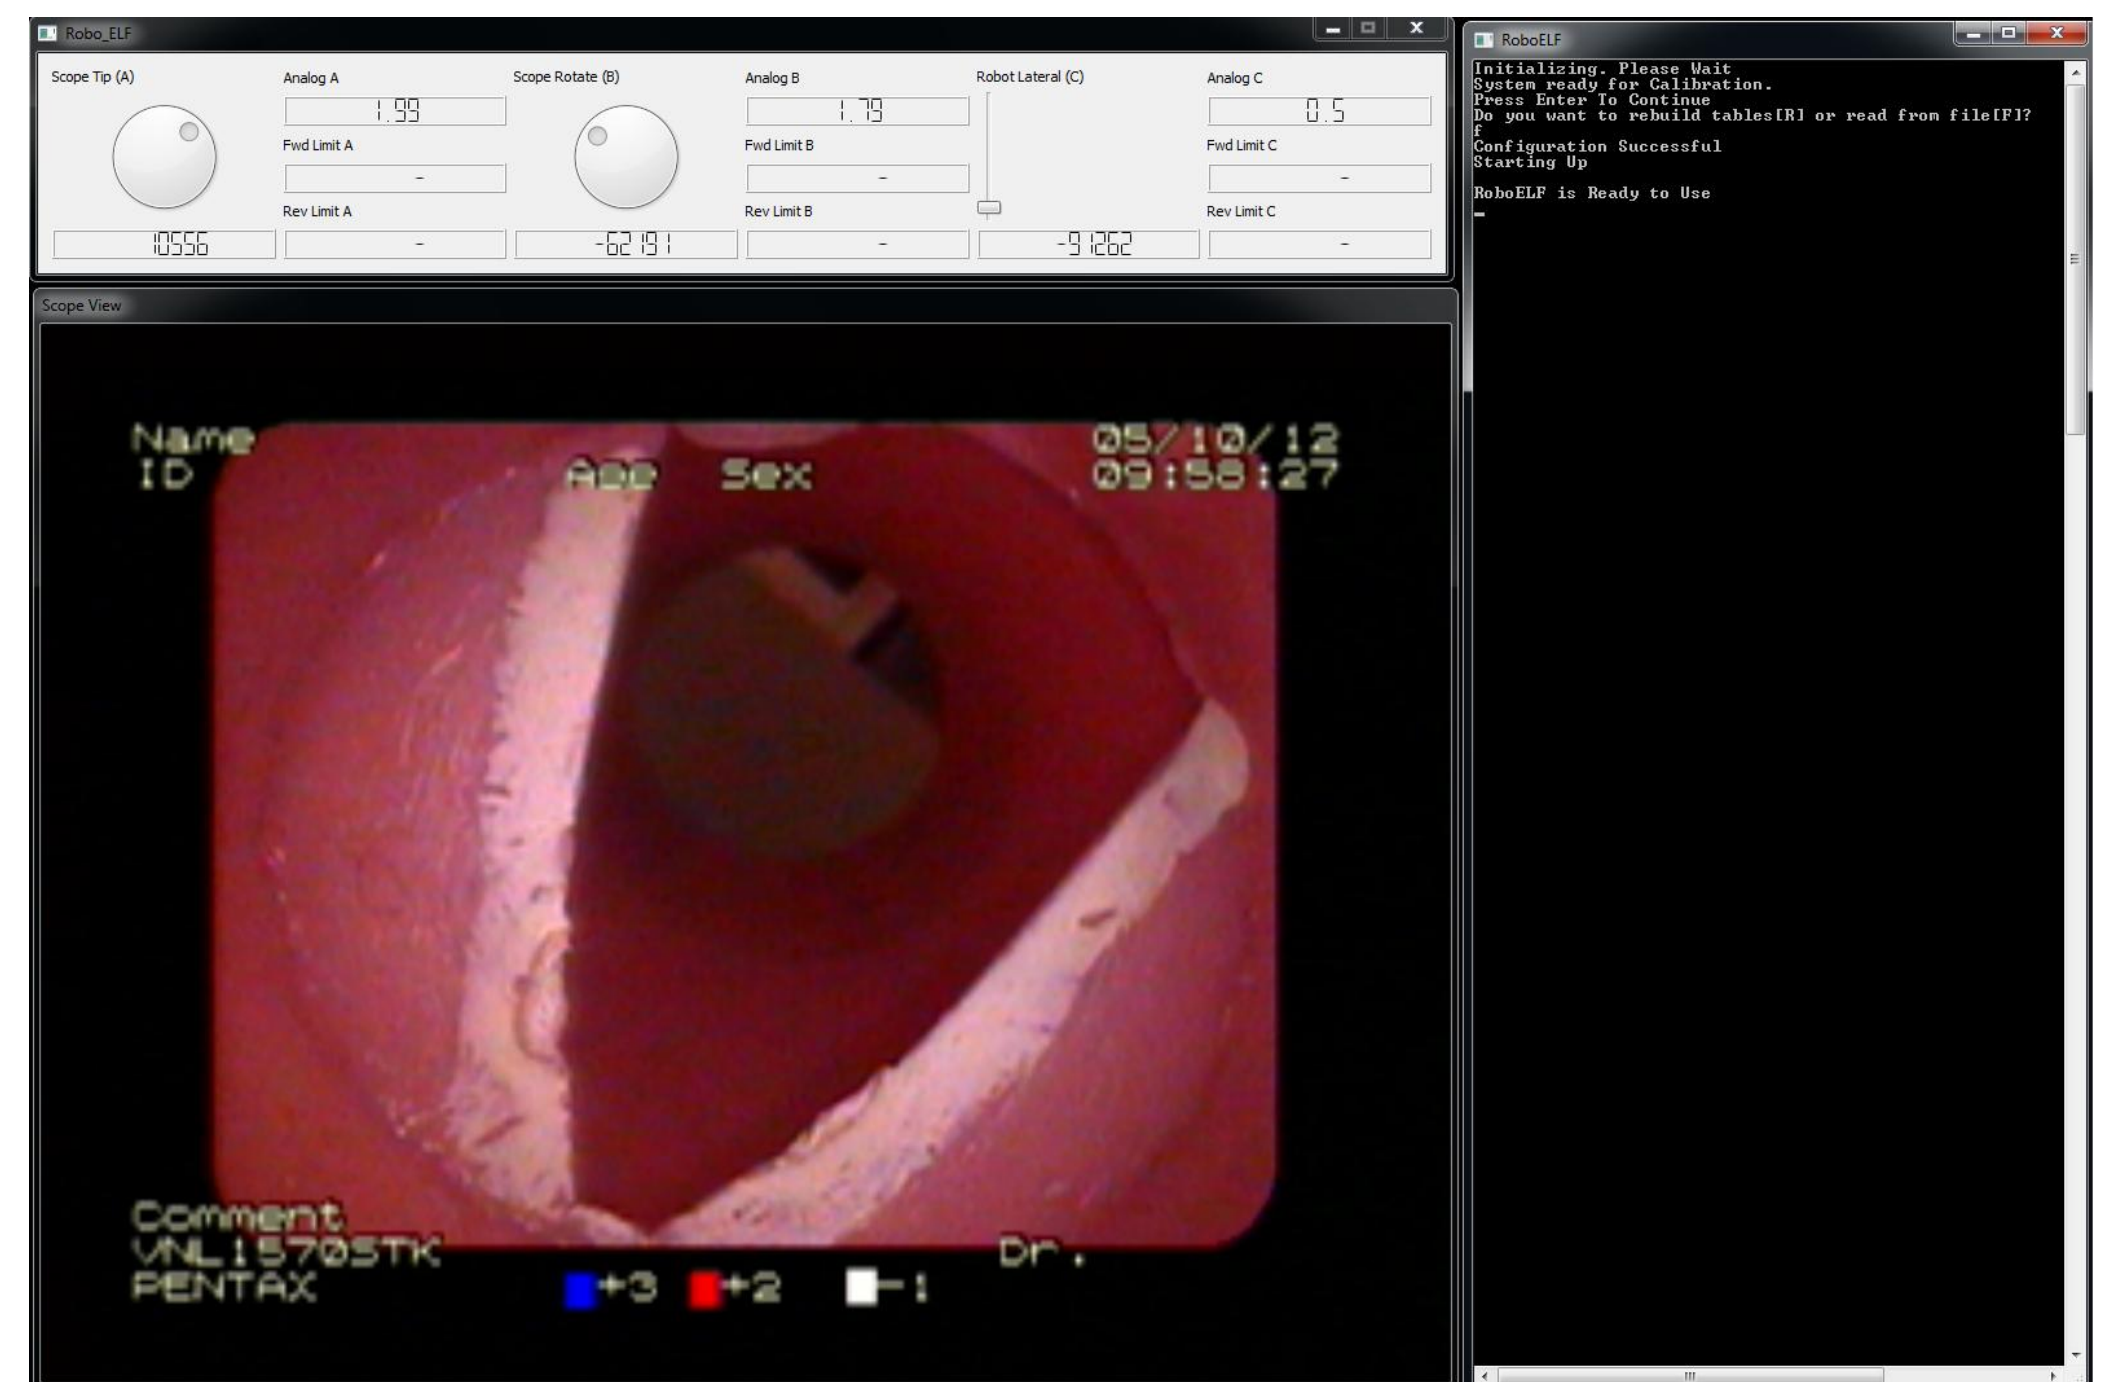 Robo_ELF
Scope Tip (A)
Analog A
Scope Rotate (B)
Analog B
Robot Lateral (C)
Analog C
1.99
1.79
0.5
Fwd Limit A
Fwd Limit B
Fwd Limit C
-
-
-
Rev Limit A
Rev Limit B
Rev Limit C
10556
-
-62191
-
-91262
-
Scope View
Name
ID
Age
Sex
05/10/12
09:58:27
Comment
VNL1570STK
PENTAX
Dr.
+3
+2
-1
RoboELF
Initializing. Please Wait
System ready for Calibration.
Press Enter To Continue
Do you want to rebuild tables[R] or read from file[F]?
f
Configuration Successful
Starting Up
RoboELF is Ready to Use